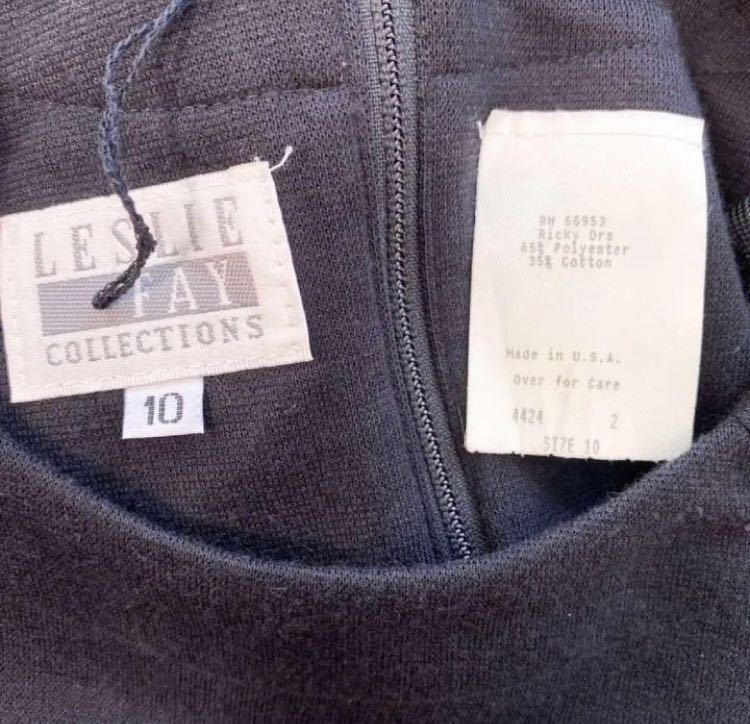 LESLIE
FAY
COLLECTIONS
10
RN 66953
Ricky Drs
65% Polyester
35% Cotton
Made in U.S.A.
Over for Care
4424 2
SIZE 10